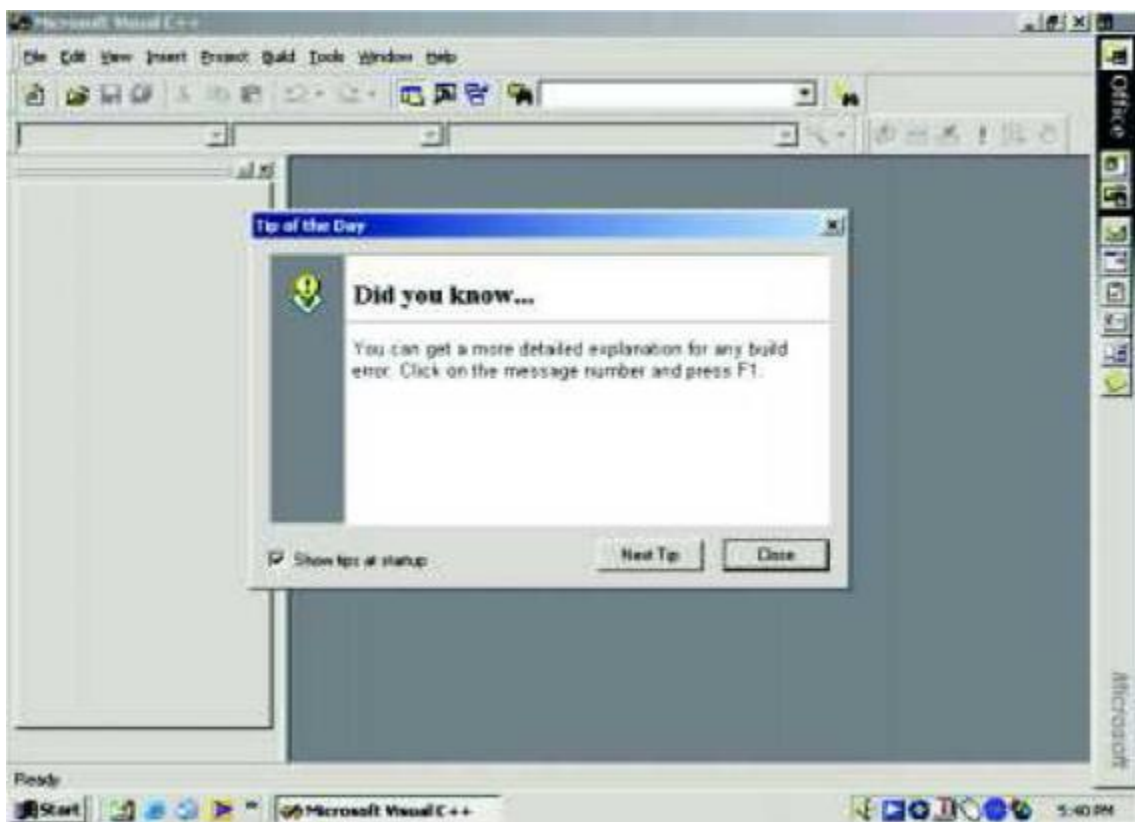 Microsoft Visual C++
File Edit View Insert Project Build Tools Window Help
Office
Tip of the Day
Did you know...
You can get a more detailed explanation for any build
error. Click on the message number and press F1.
Show tips at startup
Next Tip
Close
Microsoft
Ready
Start
Microsoft Visual C++
5:40 PM